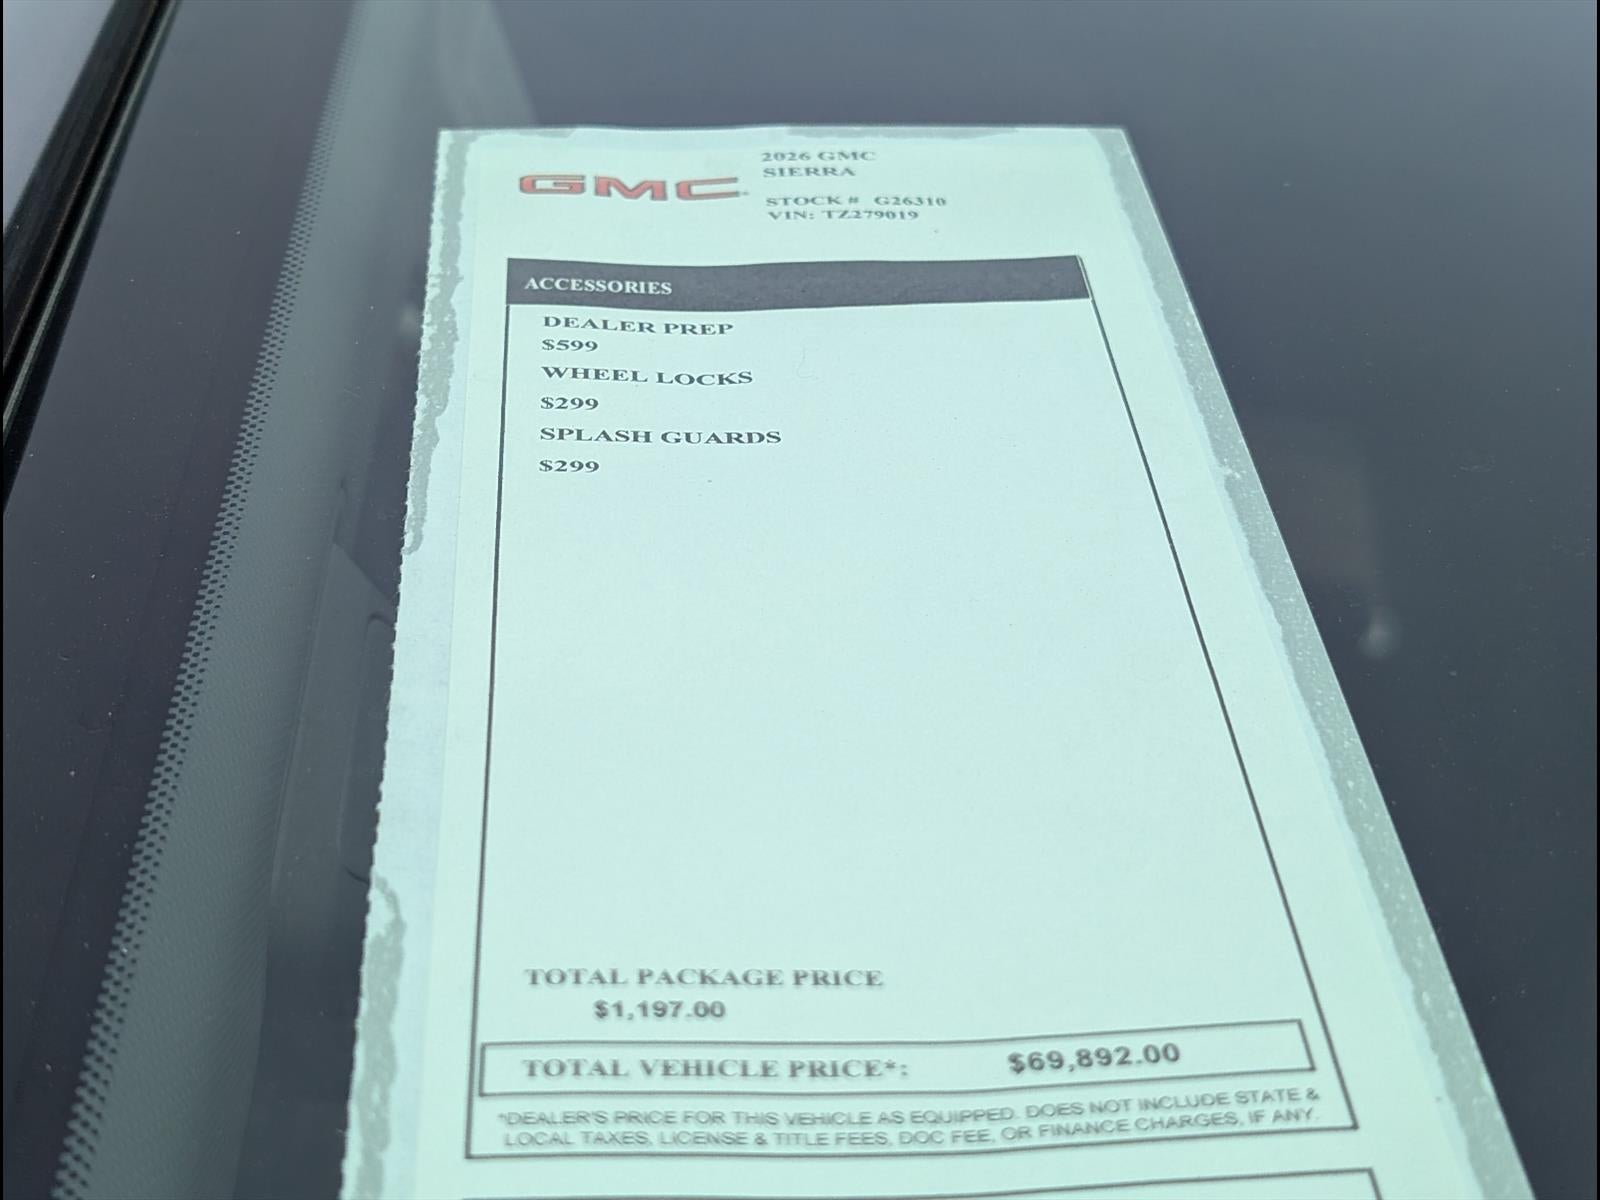 GMC
2026 GMC
SIERRA
STOCK # G26310
VIN: TZ279019
ACCESSORIES
DEALER PREP
$599
WHEEL LOCKS
$299
SPLASH GUARDS
$299
TOTAL PACKAGE PRICE
$1,197.00
TOTAL VEHICLE PRICE*: $69,892.00
*DEALER'S PRICE FOR THIS VEHICLE AS EQUIPPED. DOES NOT INCLUDE STATE &
LOCAL TAXES, LICENSE & TITLE FEES, DOC FEE, OR FINANCE CHARGES, IF ANY.